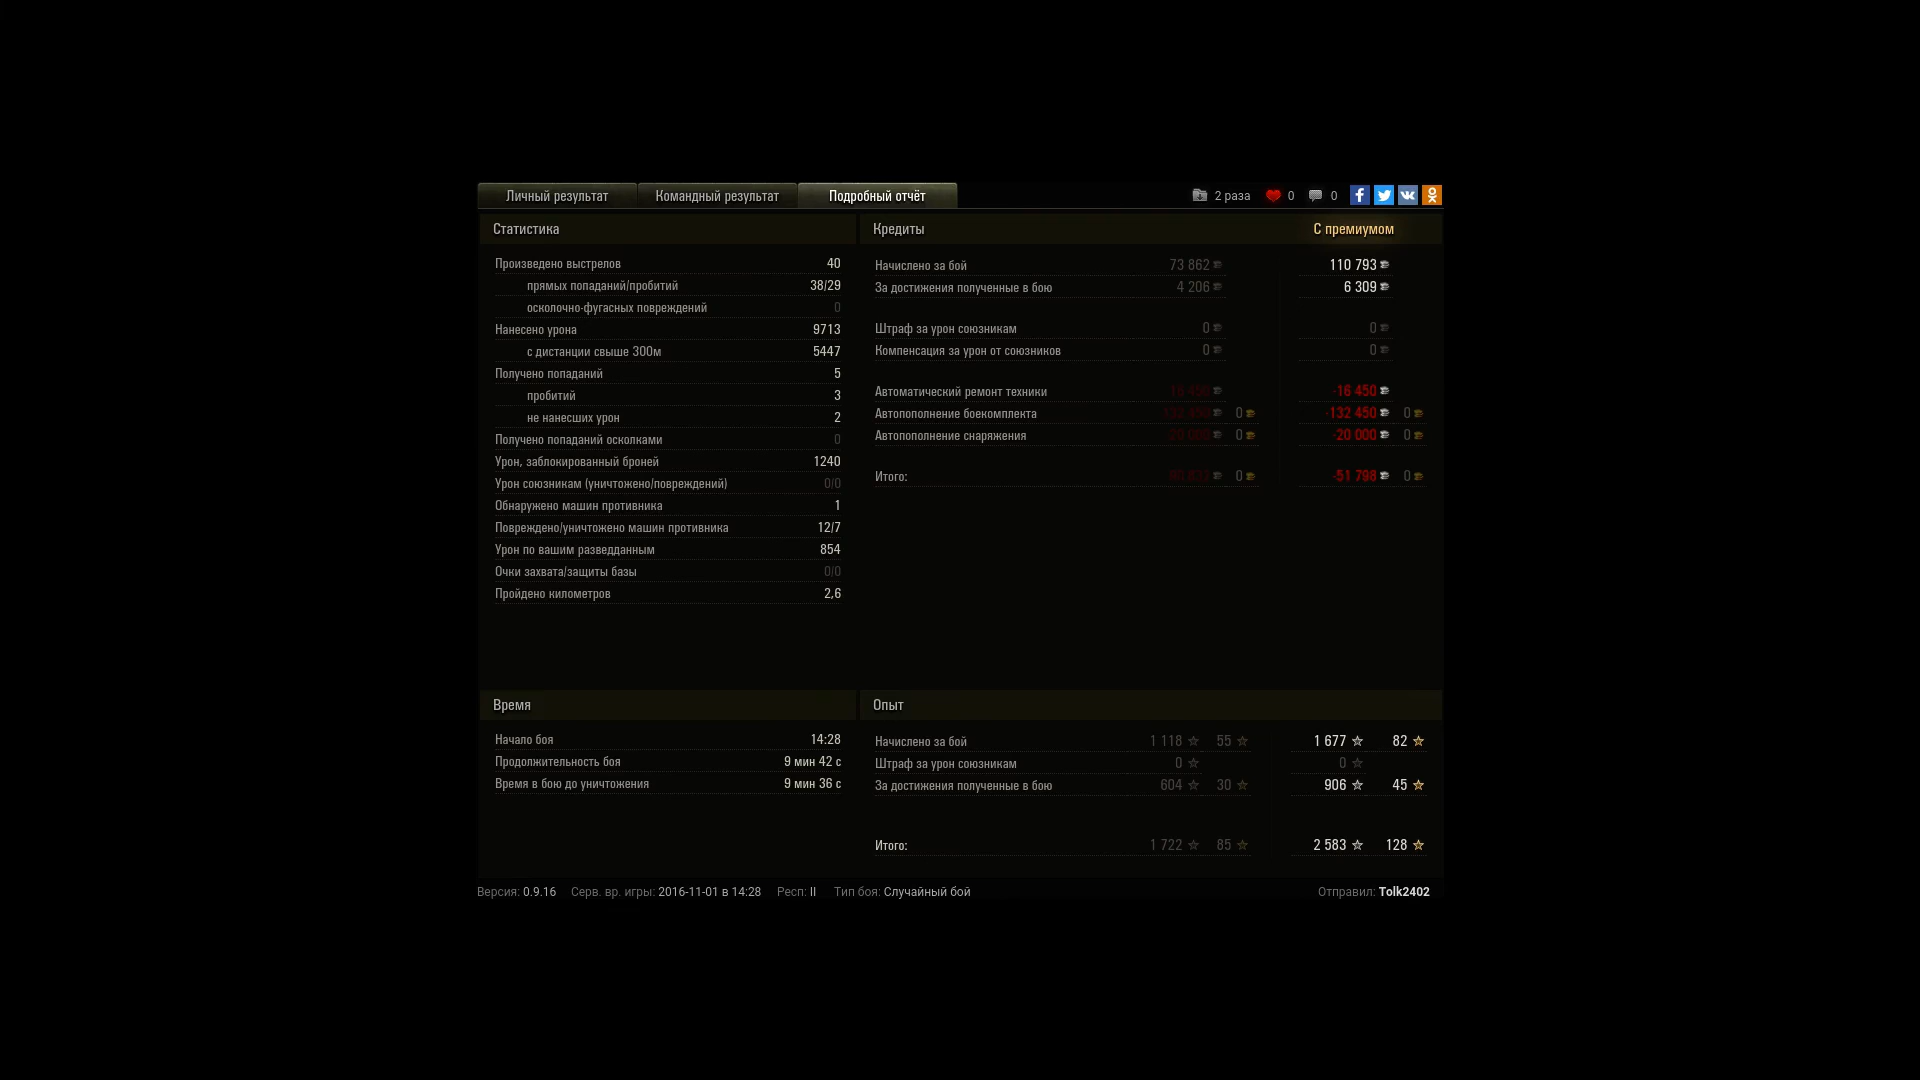 Личный результат Командный результат Подробный отчёт 2 раза 0 0
Статистика
Произведено выстрелов 40
прямых попаданий/пробитий 38/29
осколочно-фугасных повреждений 0
Нанесено урона 9713
с дистанции свыше 300м 5447
Получено попаданий 5
пробитий 3
не нанесших урон 2
Получено попаданий осколками 0
Урон, заблокированный броней 1240
Урон союзникам (уничтожено/повреждений) 0/0
Обнаружено машин противника 1
Повреждено/уничтожено машин противника 12/7
Урон по вашим разведданным 854
Очки захвата/защиты базы 0/0
Пройдено километров 2,6
Кредиты С премиумом
Начислено за бой 73 862 110 793
За достижения полученные в бою 4 206 6 309
Штраф за урон союзникам 0 0
Компенсация за урон от союзников 0 0
Автоматический ремонт техники -16 450
Автопополнение боекомплекта 0 -132 450 0
Автопополнение снаряжения 0 -20 000 0
Итого: 0 -51 798 0
Время
Начало боя 14:28
Продолжительность боя 9 мин 42 с
Время в бою до уничтожения 9 мин 36 с
Опыт
Начислено за бой 1 118 55 1 677 82
Штраф за урон союзникам 0 0
За достижения полученные в бою 604 30 906 45
Итого: 1 722 85 2 583 128
Версия: 0.9.16 Серв. вр. игры: 2016-11-01 в 14:28 Респ: II Тип боя: Случайный бой Отправил: Tolk2402